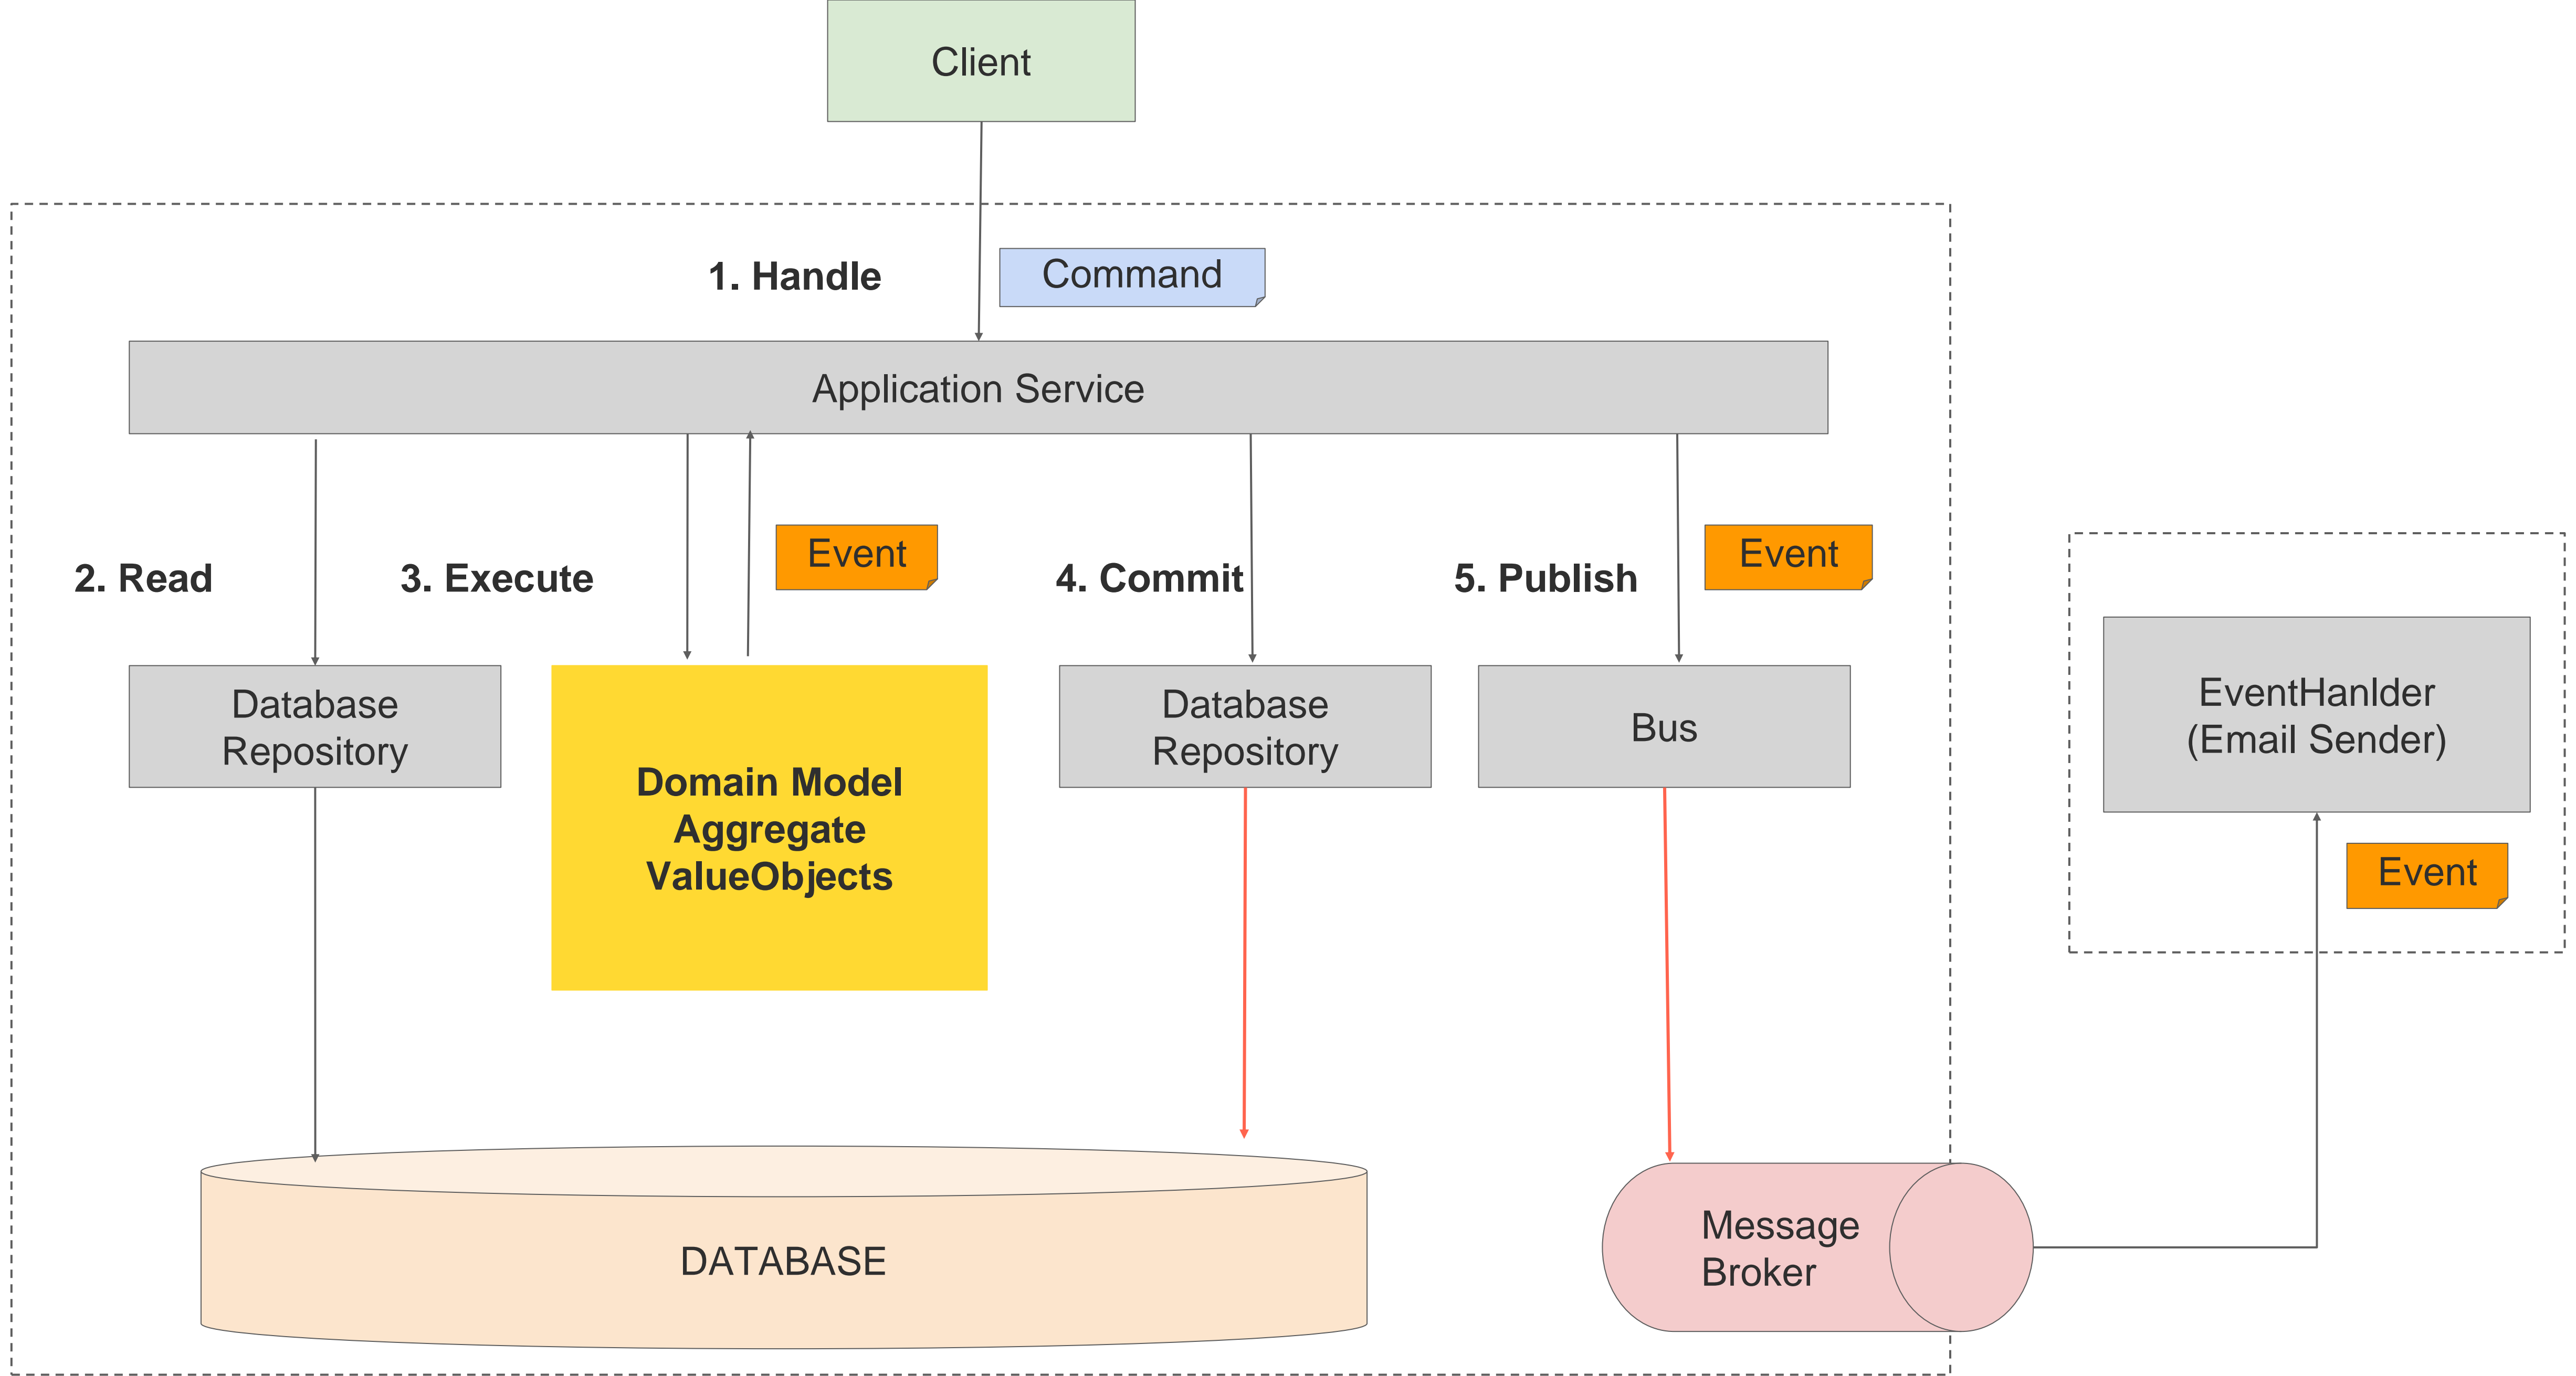 Client
1. Handle
Command
Application Service
2. Read
3. Execute
Event
4. Commit
5. Publish
Event
Database
Repository
Domain Model
Aggregate
ValueObjects
Database
Repository
Bus
EventHanlder
(Email Sender)
Event
DATABASE
Message
Broker